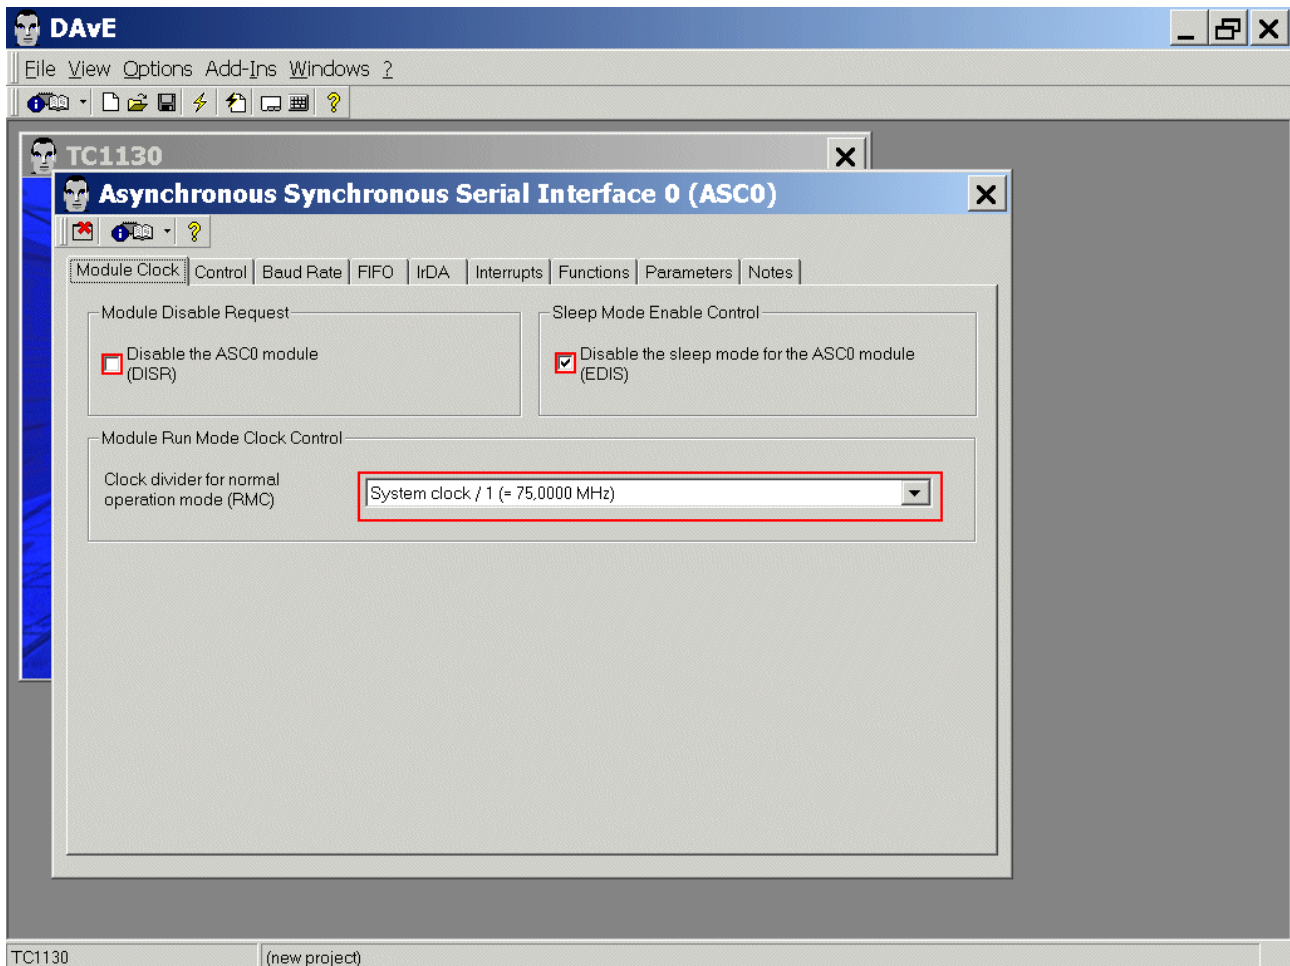 DAvE
File View Options Add-Ins Windows ?
TC1130
Asynchronous Synchronous Serial Interface 0 (ASC0)
Module Clock Control Baud Rate FIFO IrDA Interrupts Functions Parameters Notes
Module Disable Request
Disable the ASC0 module
(DISR)
Sleep Mode Enable Control
Disable the sleep mode for the ASC0 module
(EDIS)
Module Run Mode Clock Control
Clock divider for normal
operation mode (RMC)
System clock / 1 (= 75,0000 MHz)
TC1130 (new project)